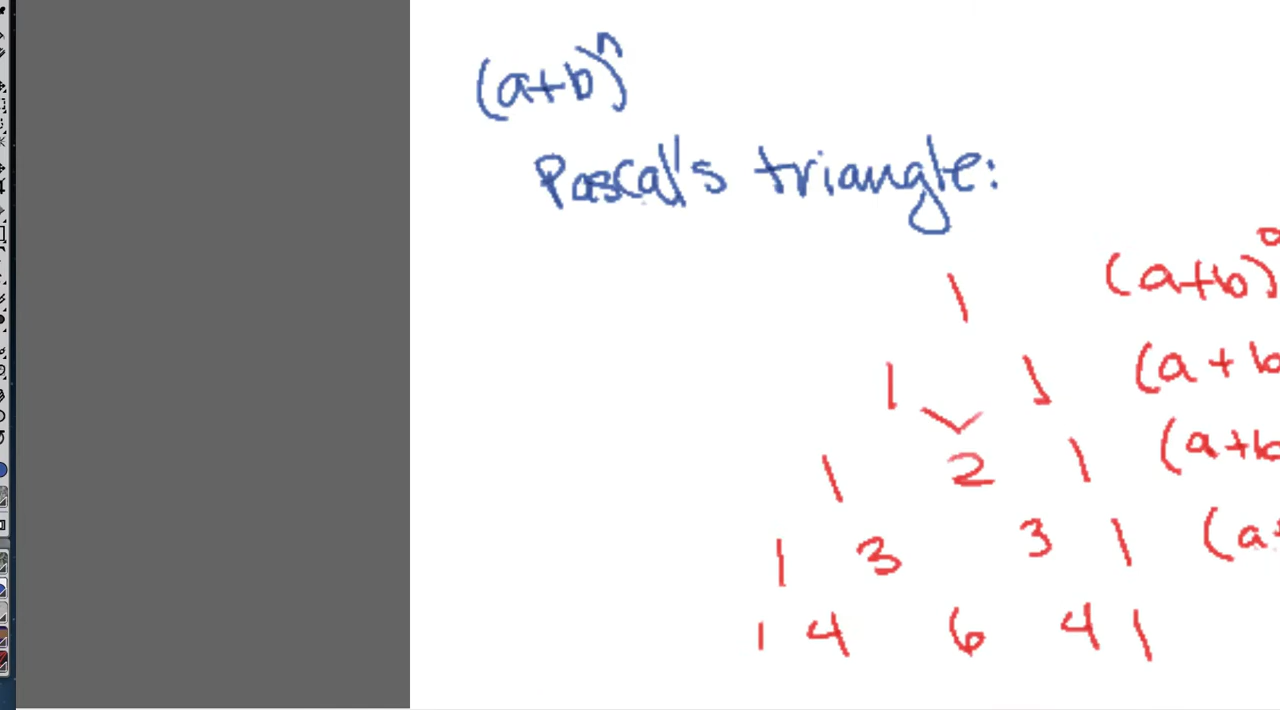 (a+b)^n
Pascal's triangle:
1 (a+b)^0
1 1 (a+b
1 2 1 (a+b
1 3 3 1 (a+
1 4 6 4 1